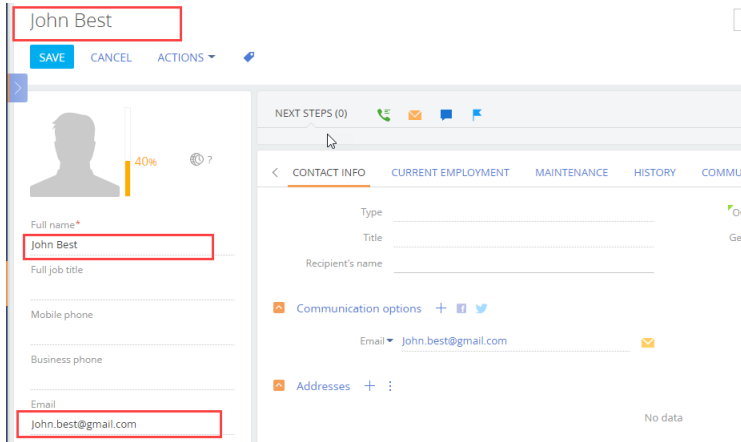 John Best
SAVE CANCEL ACTIONS
NEXT STEPS (0)
40% ?
CONTACT INFO CURRENT EMPLOYMENT MAINTENANCE HISTORY COMMU
Type
Title
Recipient's name
Full name*
John Best
Full job title
Mobile phone
Business phone
Email
John.best@gmail.com
Communication options
Email John.best@gmail.com
Addresses
No data